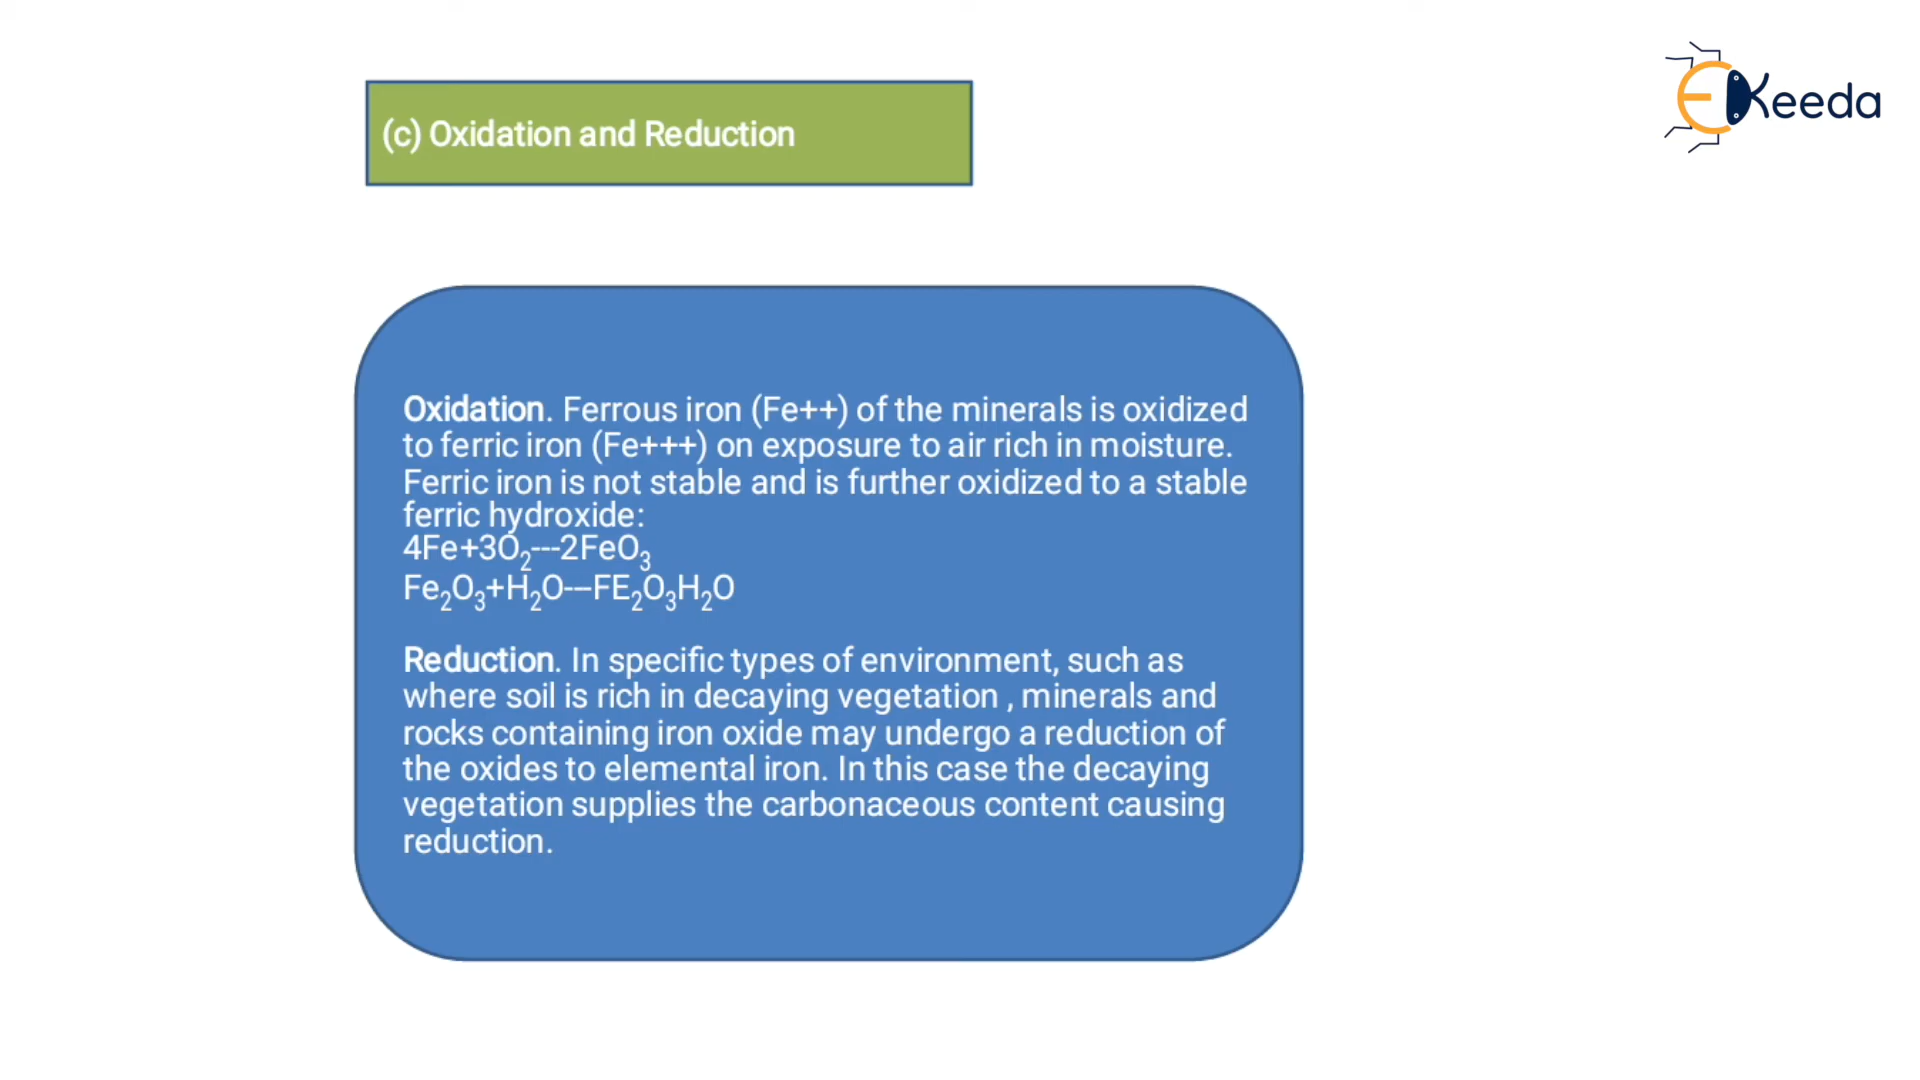 EKeeda
(c) Oxidation and Reduction
Oxidation. Ferrous iron (Fe++) of the minerals is oxidized
to ferric iron (Fe+++) on exposure to air rich in moisture.
Ferric iron is not stable and is further oxidized to a stable
ferric hydroxide:
4Fe+3O₂---2FeO₃
Fe₂O₃+H₂O---FE₂O₃H₂O
Reduction. In specific types of environment, such as
where soil is rich in decaying vegetation , minerals and
rocks containing iron oxide may undergo a reduction of
the oxides to elemental iron. In this case the decaying
vegetation supplies the carbonaceous content causing
reduction.